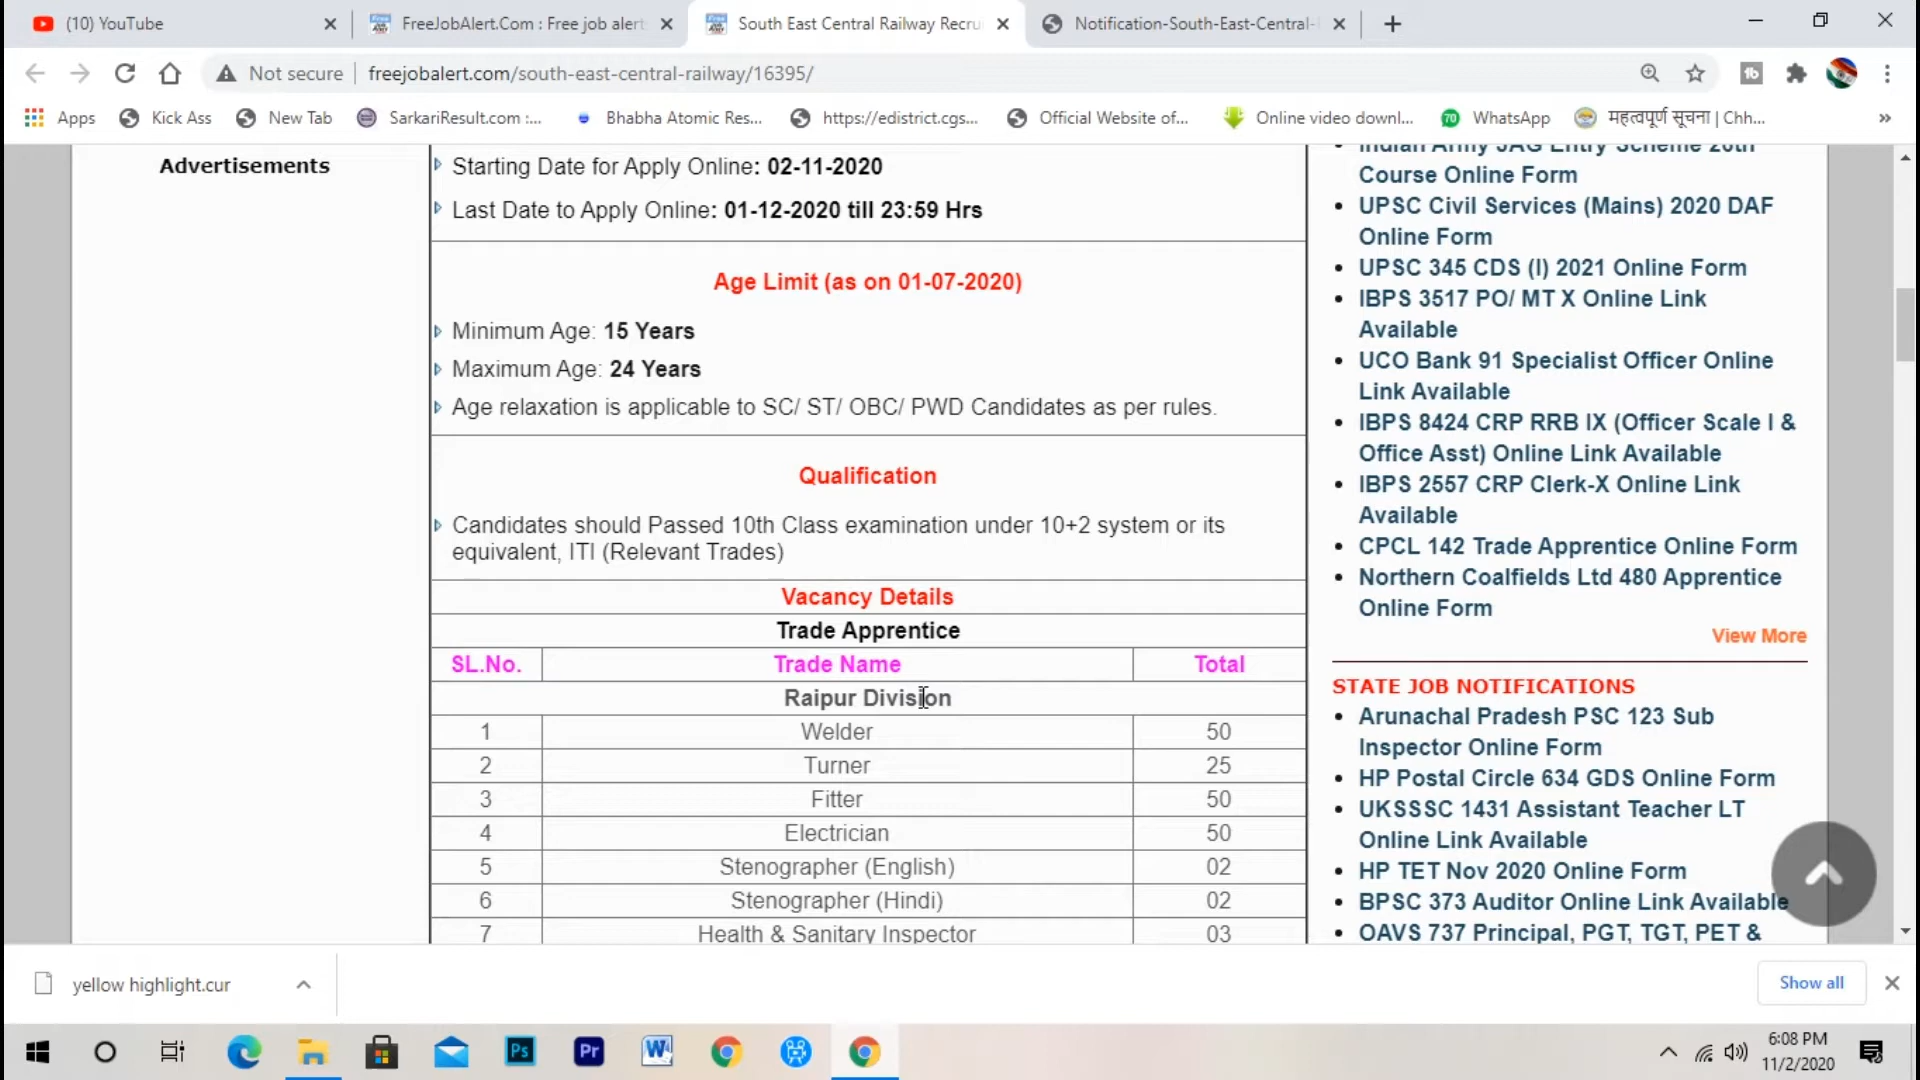 (10) YouTube
FreeJobAlert.Com : Free job alert
South East Central Railway Recru
Notification-South-East-Central-
Not secure
freejobalert.com/south-east-central-railway/16395/
Apps
Kick Ass
New Tab
SarkariResult.com :...
Bhabha Atomic Res...
https://edistrict.cgs...
Official Website of...
Online video downl...
70
WhatsApp
महत्वपूर्ण सूचना | Chh...
»
Advertisements
Starting Date for Apply Online: 02-11-2020
Last Date to Apply Online: 01-12-2020 till 23:59 Hrs
Age Limit (as on 01-07-2020)
Minimum Age: 15 Years
Maximum Age: 24 Years
Age relaxation is applicable to SC/ ST/ OBC/ PWD Candidates as per rules.
Qualification
Candidates should Passed 10th Class examination under 10+2 system or its
equivalent, ITI (Relevant Trades)
Vacancy Details
Trade Apprentice
SL.No. Trade Name Total
Raipur Division
1 Welder 50
2 Turner 25
3 Fitter 50
4 Electrician 50
5 Stenographer (English) 02
6 Stenographer (Hindi) 02
7 Health & Sanitary Inspector 03
Indian Army JAG Entry Scheme 26th
Course Online Form
UPSC Civil Services (Mains) 2020 DAF
Online Form
UPSC 345 CDS (I) 2021 Online Form
IBPS 3517 PO/ MT X Online Link
Available
UCO Bank 91 Specialist Officer Online
Link Available
IBPS 8424 CRP RRB IX (Officer Scale I &
Office Asst) Online Link Available
IBPS 2557 CRP Clerk-X Online Link
Available
CPCL 142 Trade Apprentice Online Form
Northern Coalfields Ltd 480 Apprentice
Online Form
View More
STATE JOB NOTIFICATIONS
Arunachal Pradesh PSC 123 Sub
Inspector Online Form
HP Postal Circle 634 GDS Online Form
UKSSSC 1431 Assistant Teacher LT
Online Link Available
HP TET Nov 2020 Online Form
BPSC 373 Auditor Online Link Available
OAVS 737 Principal, PGT, TGT, PET &
yellow highlight.cur
Show all
Ps
Pr
W
6:08 PM
11/2/2020